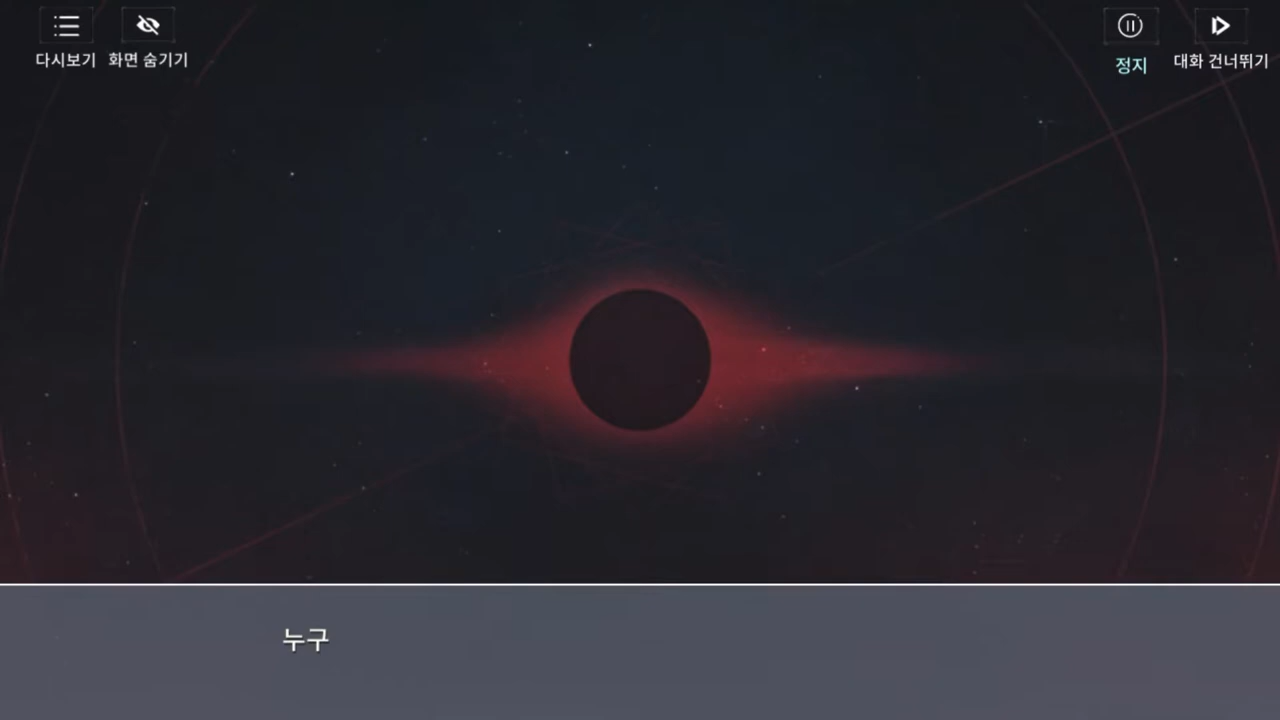 다시보기
화면 숨기기
정지
대화 건너뛰기
누구